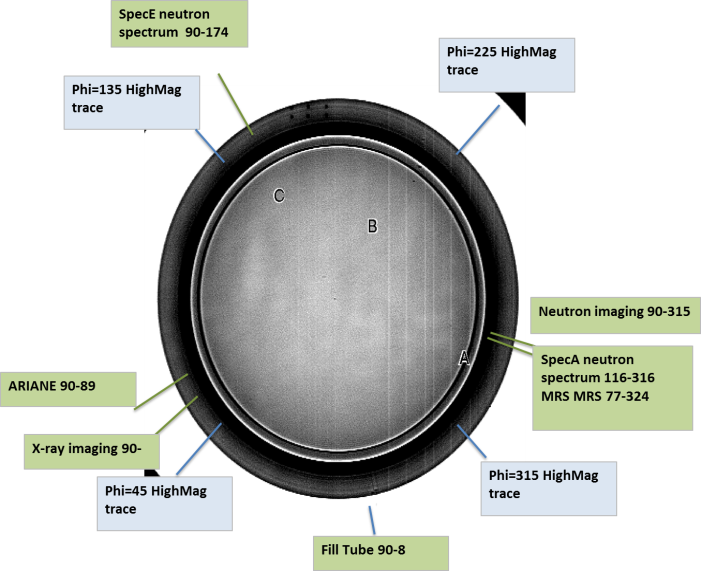 SpecE neutron
spectrum 90-174
Phi=225 HighMag
trace
Phi=135 HighMag
trace
C
B
Neutron imaging 90-315
A
SpecA neutron
spectrum 116-316
MRS MRS 77-324
ARIANE 90-89
X-ray imaging 90-
Phi=45 HighMag
trace
Phi=315 HighMag
trace
Fill Tube 90-8